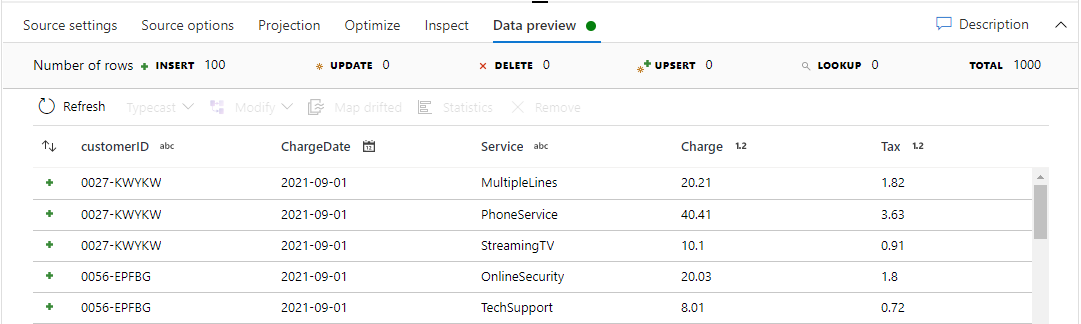 Source settings Source options Projection Optimize Inspect Data preview Description
Number of rows INSERT 100 UPDATE 0 DELETE 0 UPSERT 0 LOOKUP 0 TOTAL 1000
Refresh Typecast Modify Map drifted Statistics Remove
customerID abc ChargeDate 12 Service abc Charge 1.2 Tax 1.2
0027-KWYKW 2021-09-01 MultipleLines 20.21 1.82
0027-KWYKW 2021-09-01 PhoneService 40.41 3.63
0027-KWYKW 2021-09-01 StreamingTV 10.1 0.91
0056-EPFBG 2021-09-01 OnlineSecurity 20.03 1.8
0056-EPFBG 2021-09-01 TechSupport 8.01 0.72